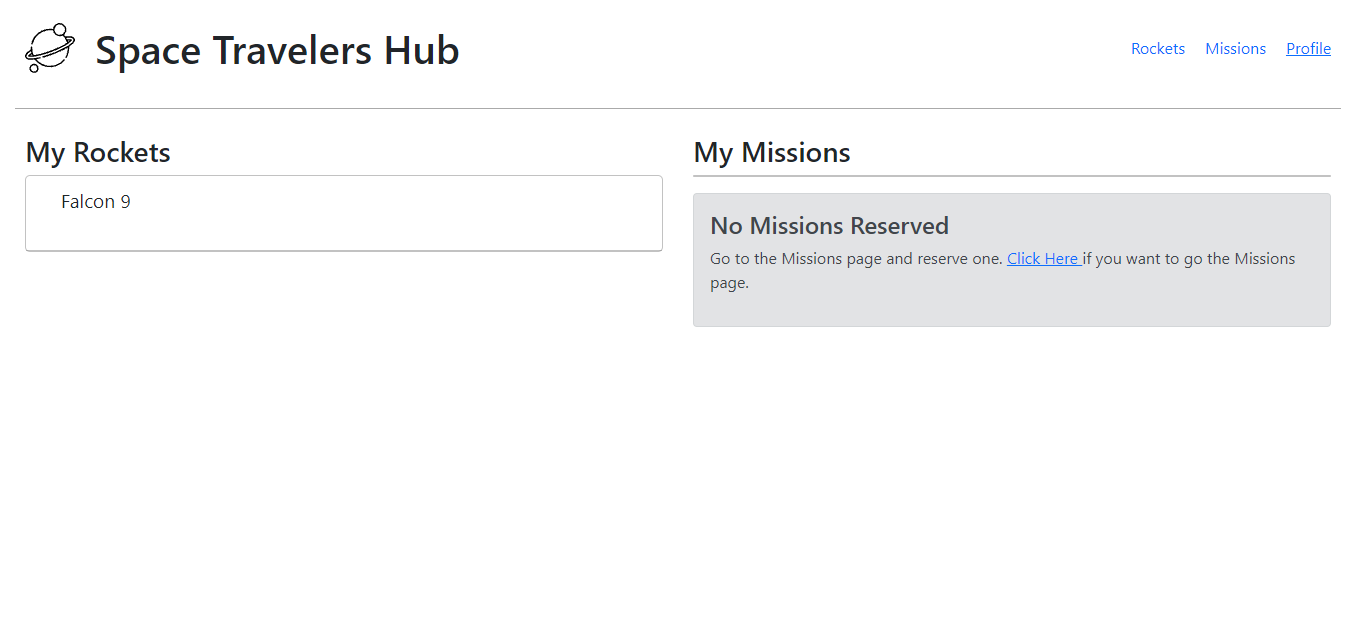 Space Travelers Hub
Rockets Missions Profile
My Rockets
Falcon 9
My Missions
No Missions Reserved
Go to the Missions page and reserve one. Click Here if you want to go the Missions
page.